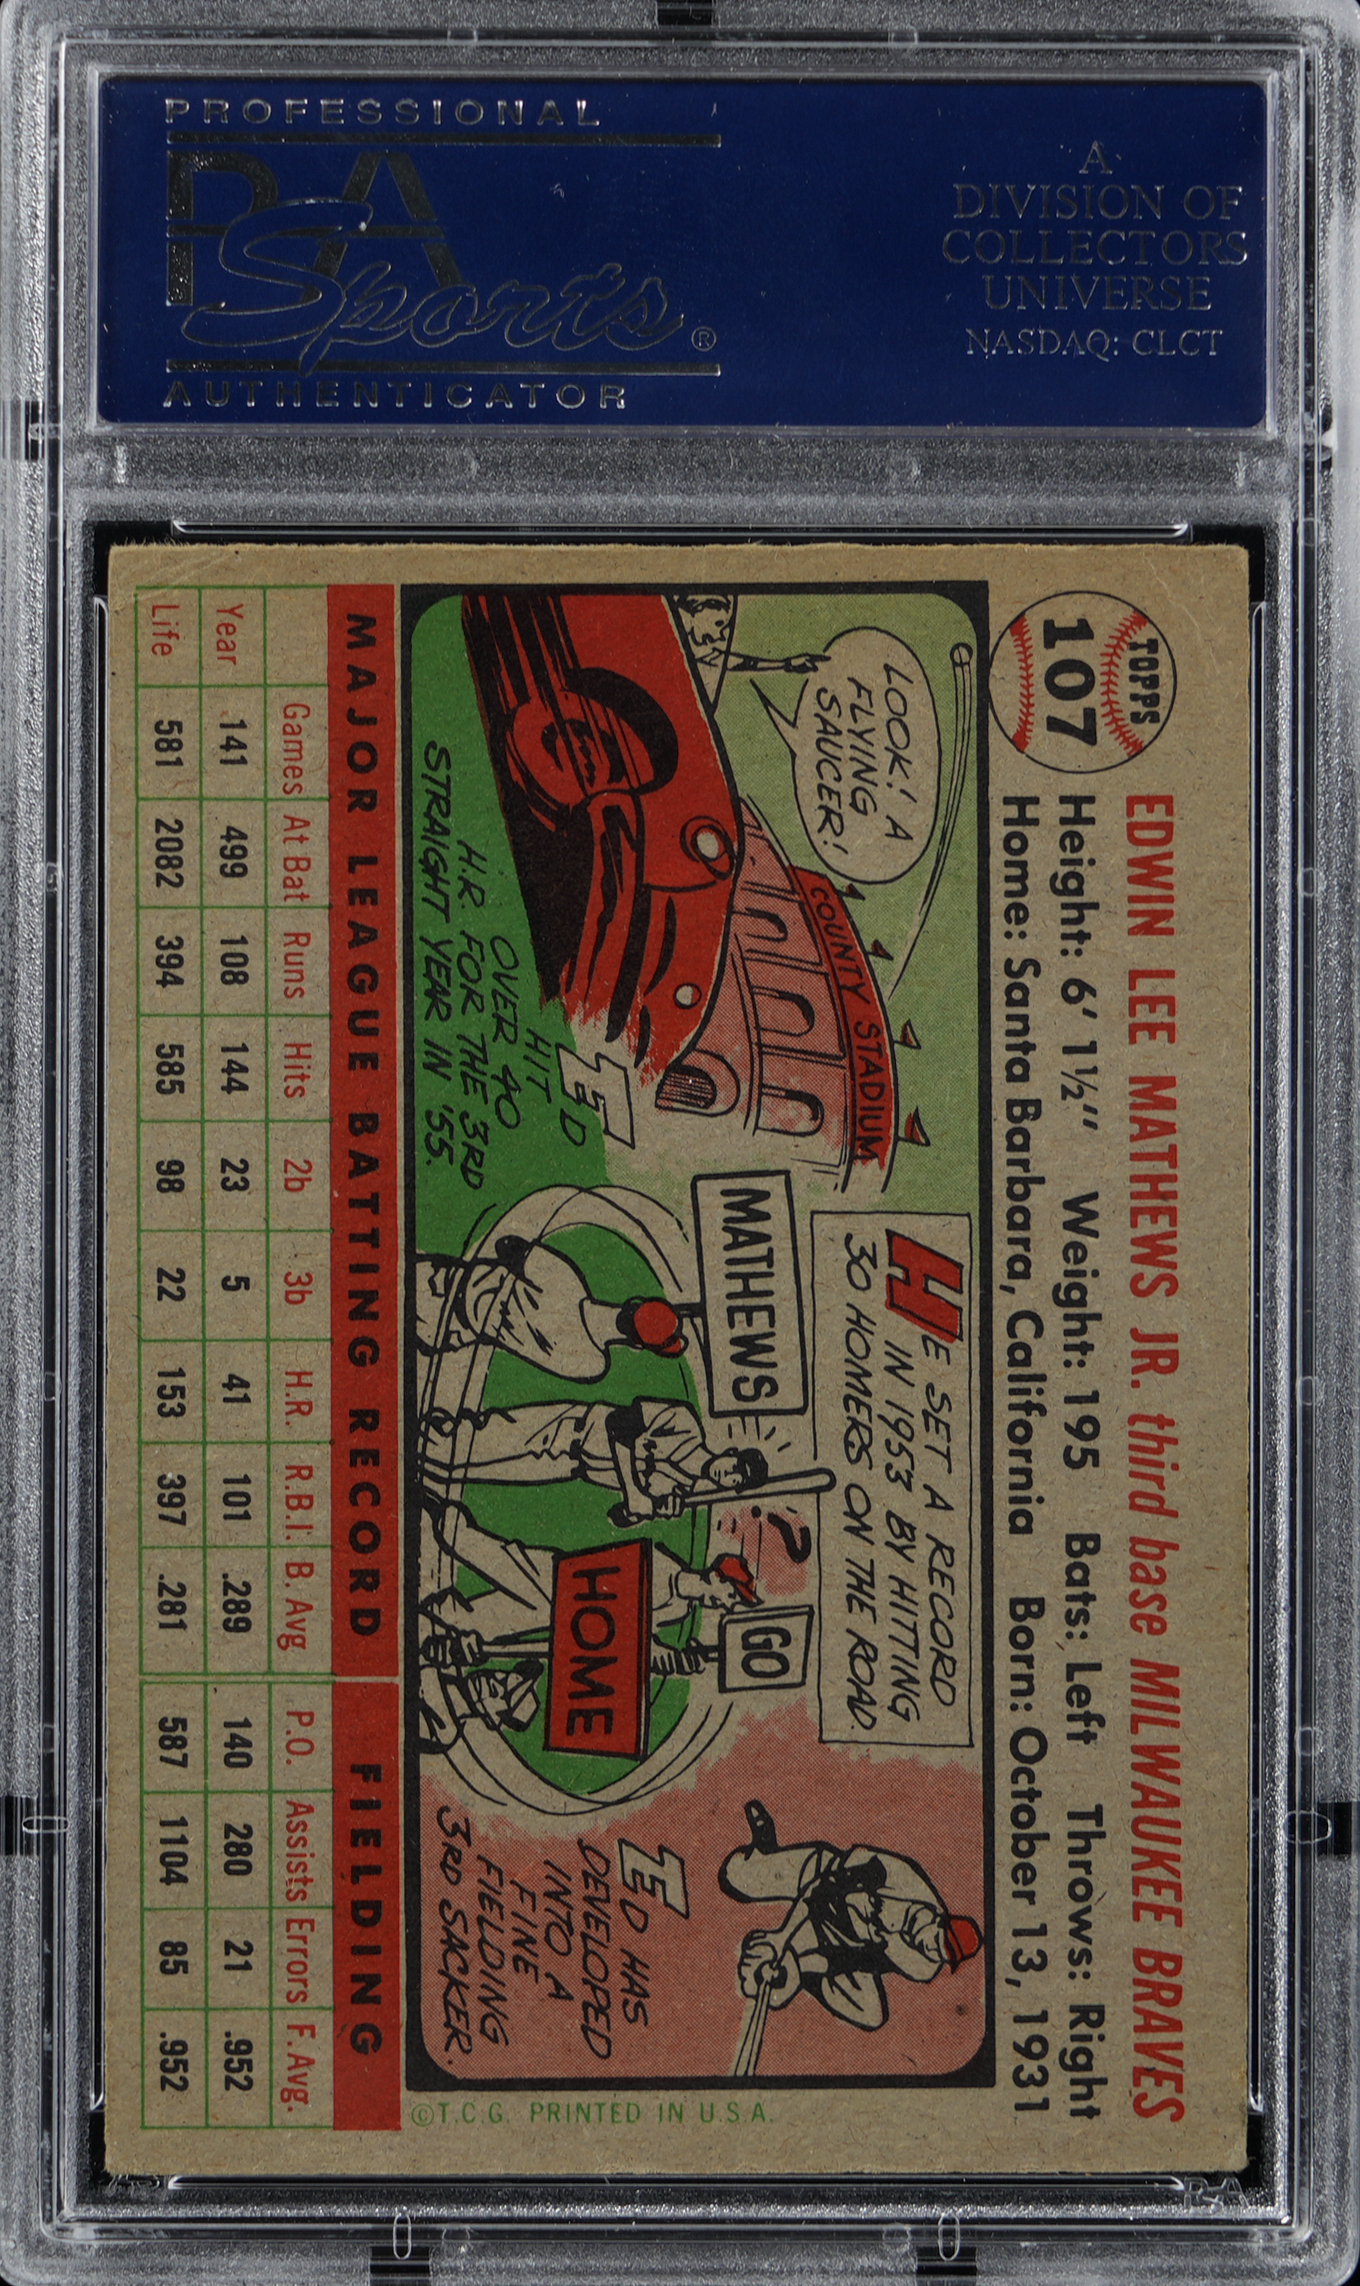 PROFESSIONAL
PSA
Sports®
AUTHENTICATOR
A
DIVISION OF
COLLECTORS
UNIVERSE
NASDAQ: CLCT
TOPPS
107
EDWIN LEE MATHEWS JR. third base MILWAUKEE BRAVES
Height: 6' 1½" Weight: 195 Bats: Left Throws: Right
Home: Santa Barbara, California Born: October 13, 1931
LOOK! A
FLYING
SAUCER!
COUNTY STADIUM
ED
HIT
OVER 40
H.R. FOR THE 3RD
STRAIGHT YEAR IN '55.
HE SET A RECORD
IN 1953 BY HITTING
30 HOMERS ON THE ROAD.
MATHEWS
?
GO
HOME
ED HAS
DEVELOPED
INTO A
FINE
FIELDING
3RD SACKER.
©T.C.G. PRINTED IN U.S.A.
MAJOR LEAGUE BATTING RECORD FIELDING
Games At Bat Runs Hits 2b 3b H.R. R.B.I. B. Avg P.O. Assists Errors F. Avg.
Year 141 499 108 144 23 5 41 101 .289 140 280 21 .952
Life 581 2082 394 585 98 22 153 397 .281 587 1104 85 .952